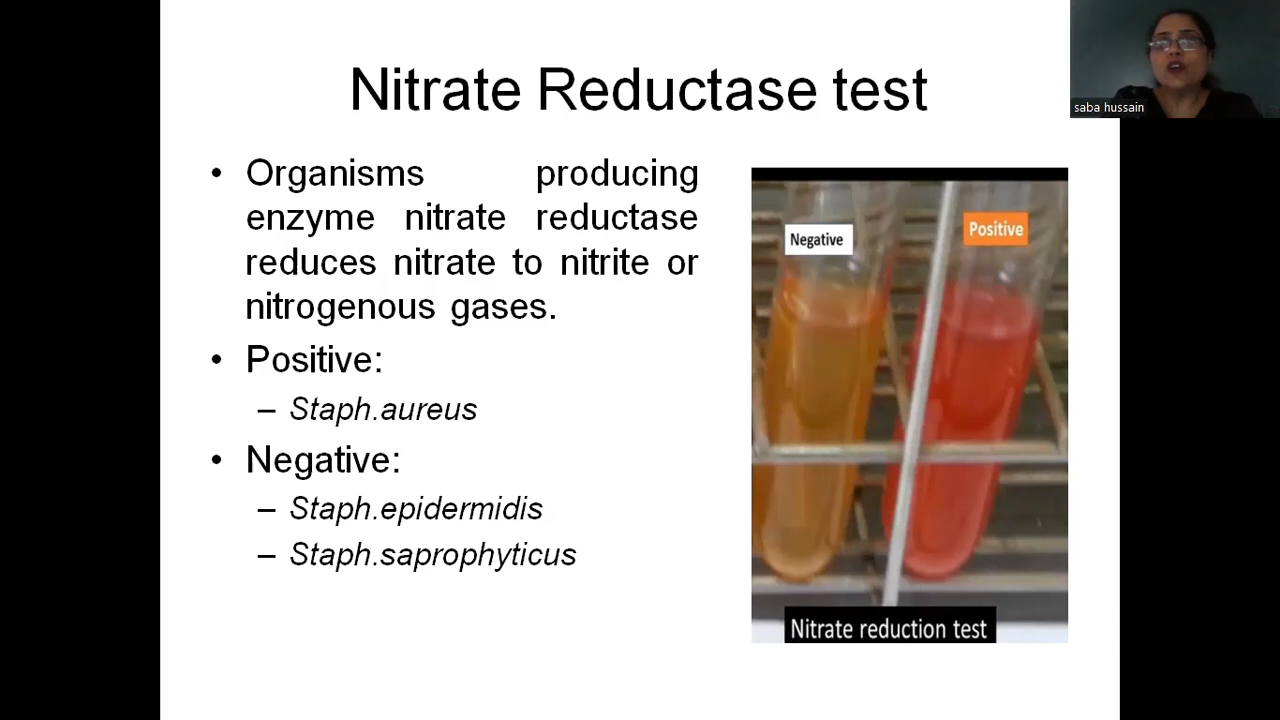 Nitrate Reductase test
saba hussain
• Organisms producing
enzyme nitrate reductase
reduces nitrate to nitrite or
nitrogenous gases.
• Positive:
– Staph.aureus
• Negative:
– Staph.epidermidis
– Staph.saprophyticus
Negative
Positive
Nitrate reduction test